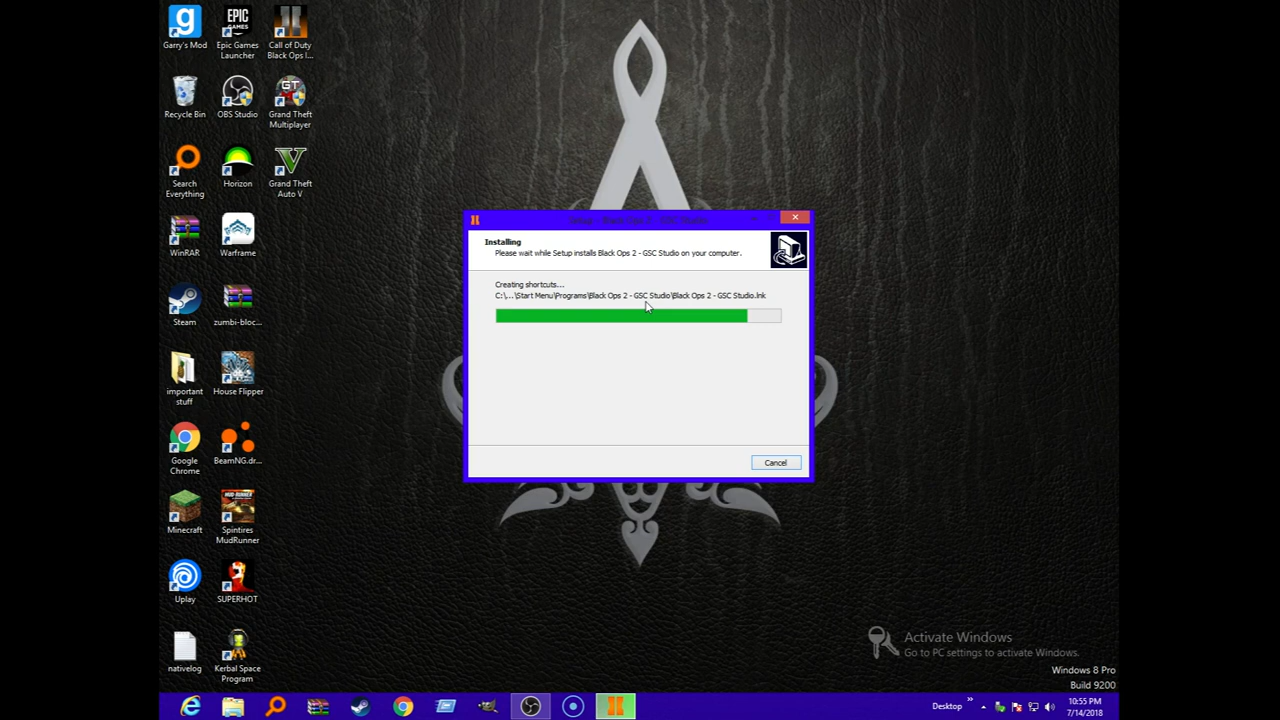 Garry's Mod
Epic Games
Launcher
Call of Duty
Black Ops I...
Recycle Bin
OBS Studio
Grand Theft
Multiplayer
Search
Everything
Horizon
Grand Theft
Auto V
WinRAR
Warframe
Steam
zumbi-bloc...
important
stuff
House Flipper
Google
Chrome
BeamNG.dr...
Minecraft
Spintires
MudRunner
Uplay
SUPERHOT
nativelog
Kerbal Space
Program
Installing
Please wait while Setup installs Black Ops 2 - GSC Studio on your computer.
Creating shortcuts...
C:\...\Start Menu\Programs\Black Ops 2 - GSC Studio\Black Ops 2 - GSC Studio.lnk
Cancel
Activate Windows
Go to PC settings to activate Windows.
Windows 8 Pro
Build 9200
Desktop
10:55 PM
7/14/2018